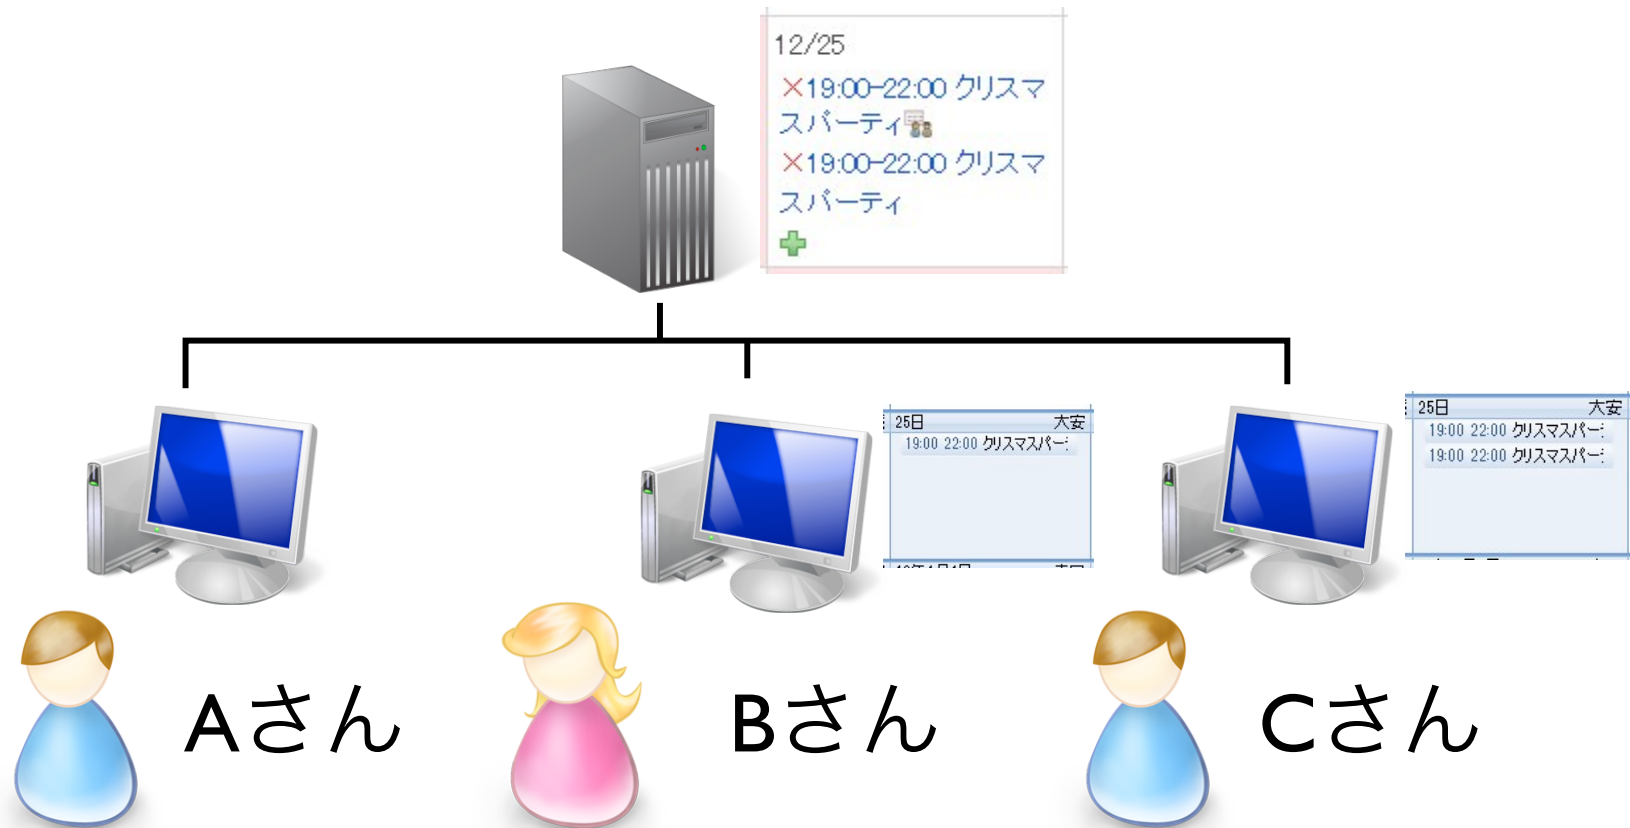 12/25
×19:00-22:00 クリスマ
スパーティ
×19:00-22:00 クリスマ
スパーティ
25日 大安
19:00 22:00 クリスマスパー
25日 大安
19:00 22:00 クリスマスパー
19:00 22:00 クリスマスパー
Aさん
Bさん
Cさん